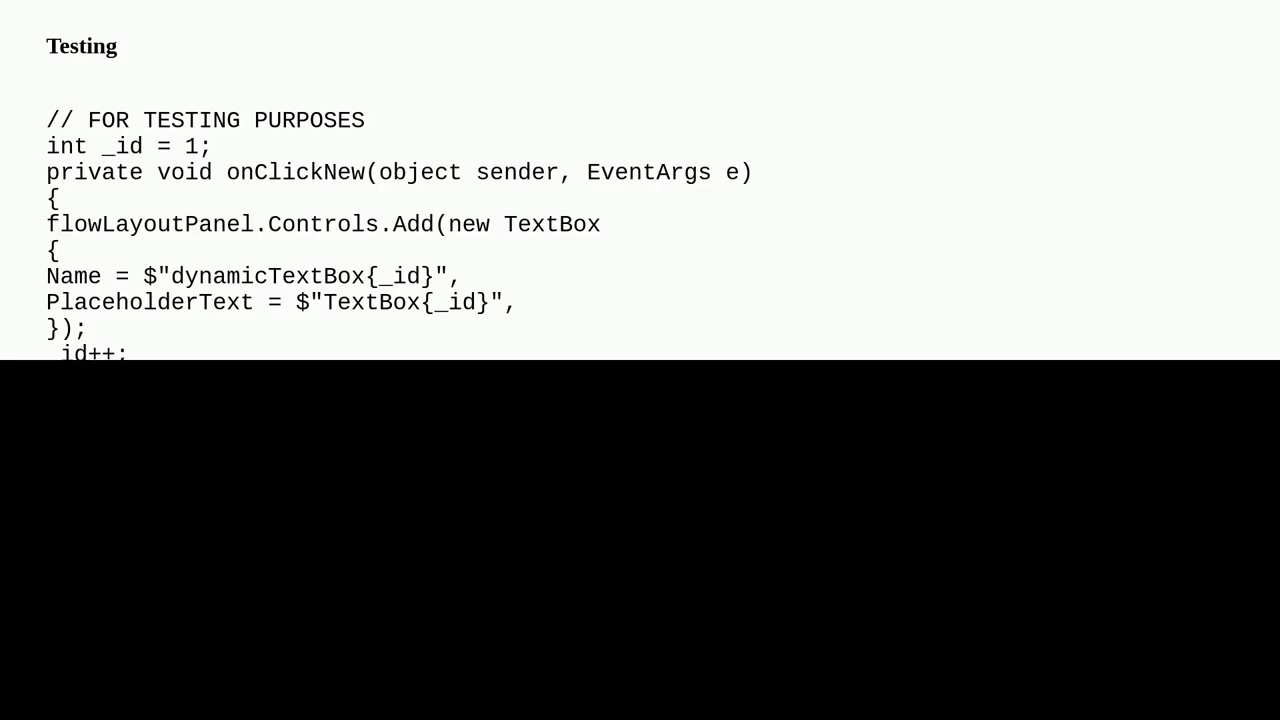 Testing
// FOR TESTING PURPOSES
int _id = 1;
private void onClickNew(object sender, EventArgs e)
{
flowLayoutPanel.Controls.Add(new TextBox
{
Name = $"dynamicTextBox{_id}",
PlaceholderText = $"TextBox{_id}",
});
_id++;